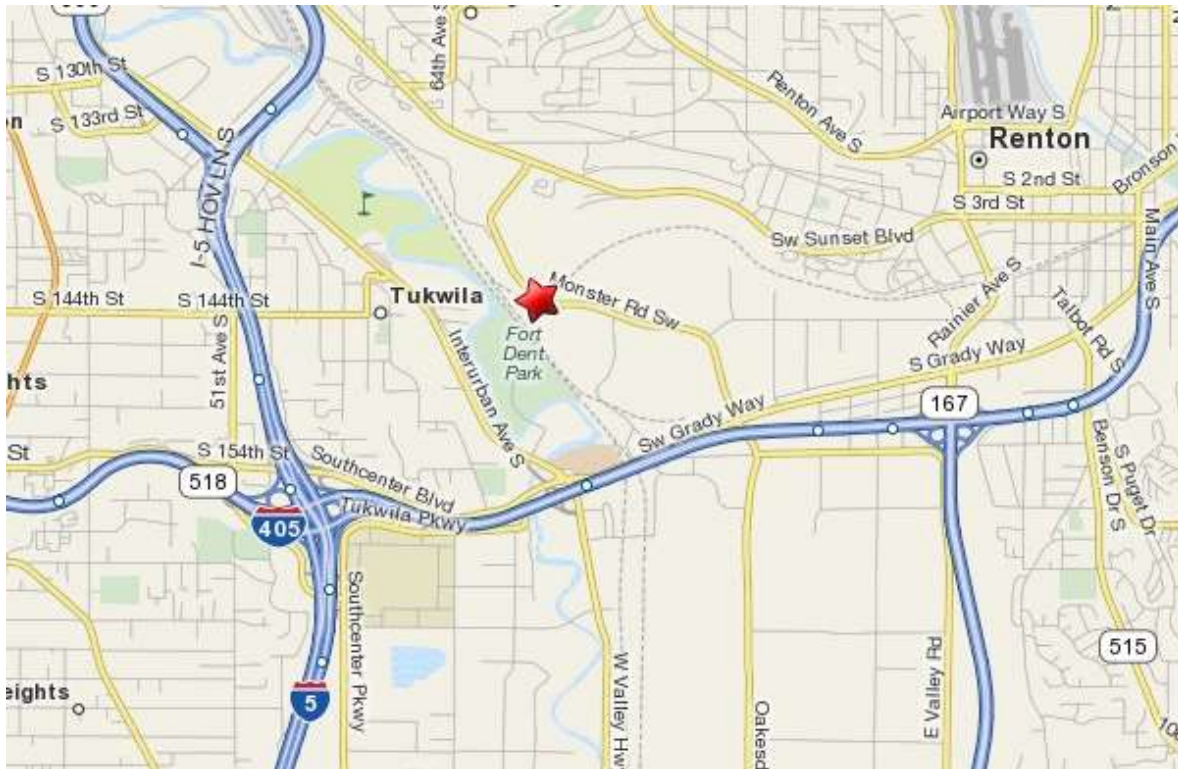 S 130th St
64th Ave S
S 133rd St
I-5 HOV LN S
Renton Ave S
Airport Way S
Renton
S 2nd St
Bronson
S 3rd St
Main Ave S
Sw Sunset Blvd
S 144th St
S 144th St
Tukwila
Monster Rd Sw
Rainier Ave S
Talbot Rd S
Fort
Dent
Park
Interurban Ave S
51st Ave S
S Grady Way
hts
167
Sw Grady Way
St
S 154th St
Southcenter Blvd
518
Tukwila Pkwy
405
Benson Dr S
S Puget Dr
Southcenter Pkwy
W Valley Hwy
Oakesd
E Valley Rd
515
eights
5